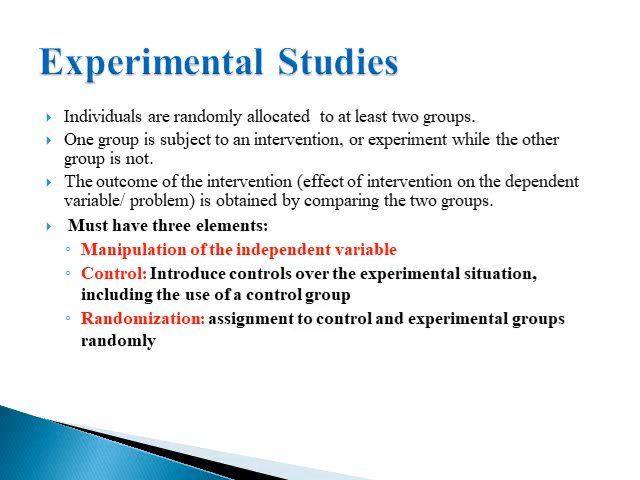 Experimental Studies
Individuals are randomly allocated  to at least two groups.
One group is subject to an intervention, or experiment while the other
group is not.
The outcome of the intervention (effect of intervention on the dependent
variable/ problem) is obtained by comparing the two groups.
Must have three elements:
Manipulation of the independent variable
Control: Introduce controls over the experimental situation,
including the use of a control group
Randomization: assignment to control and experimental groups
randomly